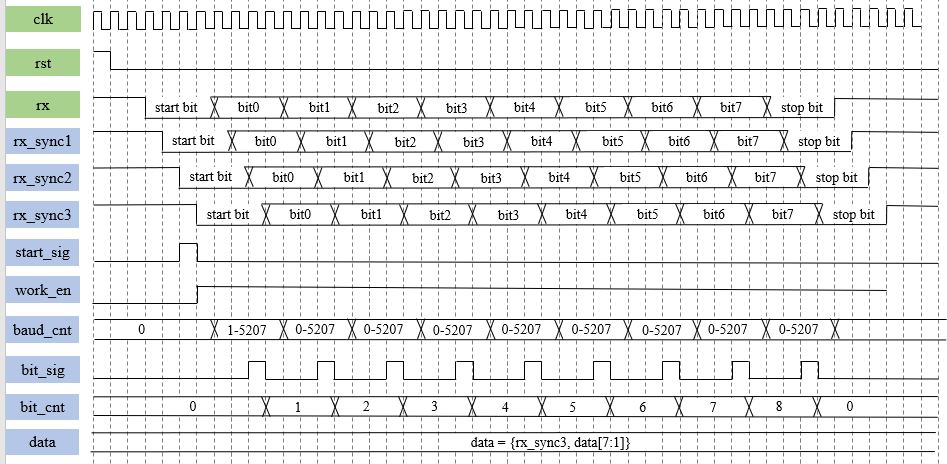 clk
rst
rx start bit bit0 bit1 bit2 bit3 bit4 bit5 bit6 bit7 stop bit
rx_sync1 start bit bit0 bit1 bit2 bit3 bit4 bit5 bit6 bit7 stop bit
rx_sync2 start bit bit0 bit1 bit2 bit3 bit4 bit5 bit6 bit7 stop bit
rx_sync3 start bit bit0 bit1 bit2 bit3 bit4 bit5 bit6 bit7 stop bit
start_sig
work_en
baud_cnt 0 1-5207 0-5207 0-5207 0-5207 0-5207 0-5207 0-5207 0-5207 0-5207
bit_sig
bit_cnt 0 1 2 3 4 5 6 7 8 0
data data = {rx_sync3, data[7:1]}